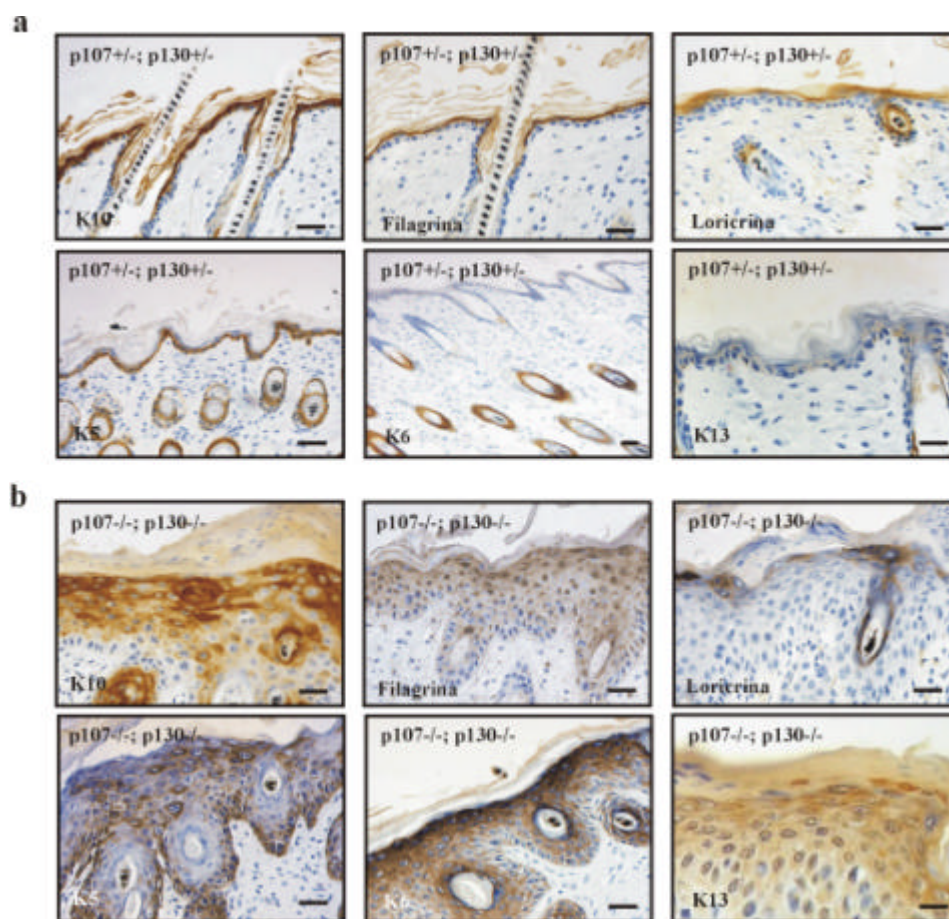 a
p107+/-; p130+/-
p107+/-; p130+/-
p107+/-; p130+/-
K10
Filagrina
Loricrina
p107+/-; p130+/-
p107+/-; p130+/-
p107+/-; p130+/-
K5
K6
K13
b
p107-/-; p130-/-
p107-/-; p130-/-
p107-/-; p130-/-
K10
Filagrina
Loricrina
p107-/-; p130-/-
p107-/-; p130-/-
p107-/-; p130-/-
K5
K6
K13